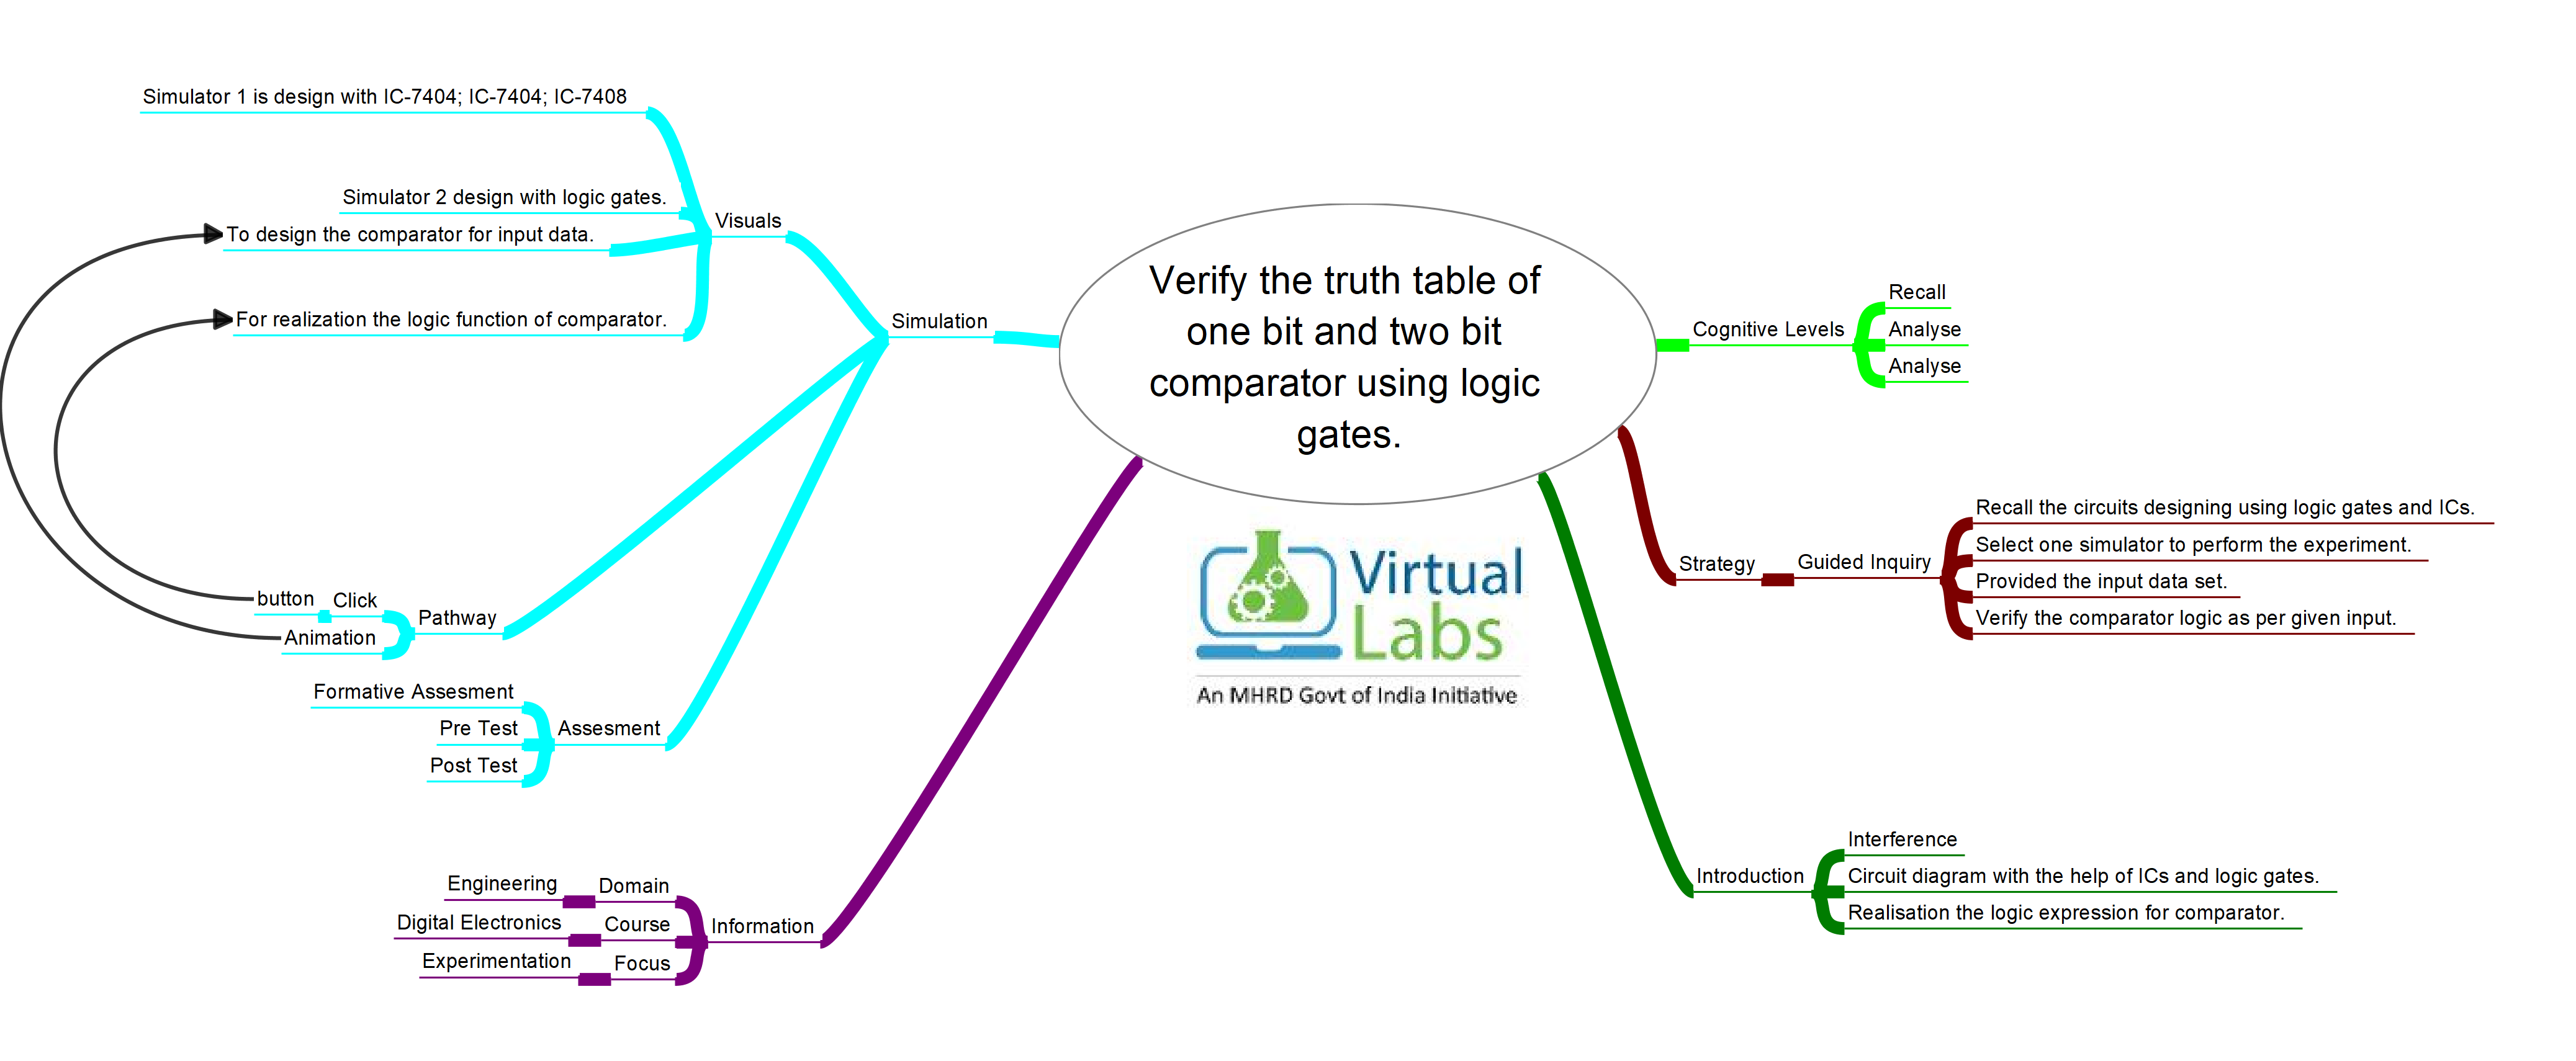 Verify the truth table of
one bit and two bit
comparator using logic
gates.
Virtual
Labs
An MHRD Govt of India Initiative
Simulation
Visuals
Simulator 1 is design with IC-7404; IC-7404; IC-7408
Simulator 2 design with logic gates.
To design the comparator for input data.
For realization the logic function of comparator.
Pathway
Click
button
Animation
Assesment
Formative Assesment
Pre Test
Post Test
Information
Domain
Engineering
Course
Digital Electronics
Focus
Experimentation
Cognitive Levels
Recall
Analyse
Analyse
Strategy
Guided Inquiry
Recall the circuits designing using logic gates and ICs.
Select one simulator to perform the experiment.
Provided the input data set.
Verify the comparator logic as per given input.
Introduction
Interference
Circuit diagram with the help of ICs and logic gates.
Realisation the logic expression for comparator.